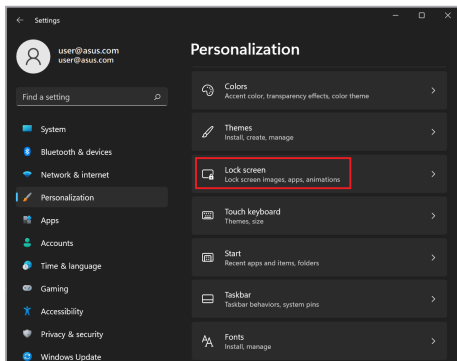 Settings
user@asus.com
user@asus.com
Find a setting
System
Bluetooth & devices
Network & internet
Personalization
Apps
Accounts
Time & language
Gaming
Accessibility
Privacy & security
Windows Update
Personalization
Colors
Accent color, transparency effects, color theme
Themes
Install, create, manage
Lock screen
Lock screen images, apps, animations
Touch keyboard
Themes, size
Start
Recent apps and items, folders
Taskbar
Taskbar behaviors, system pins
Fonts
Install, manage